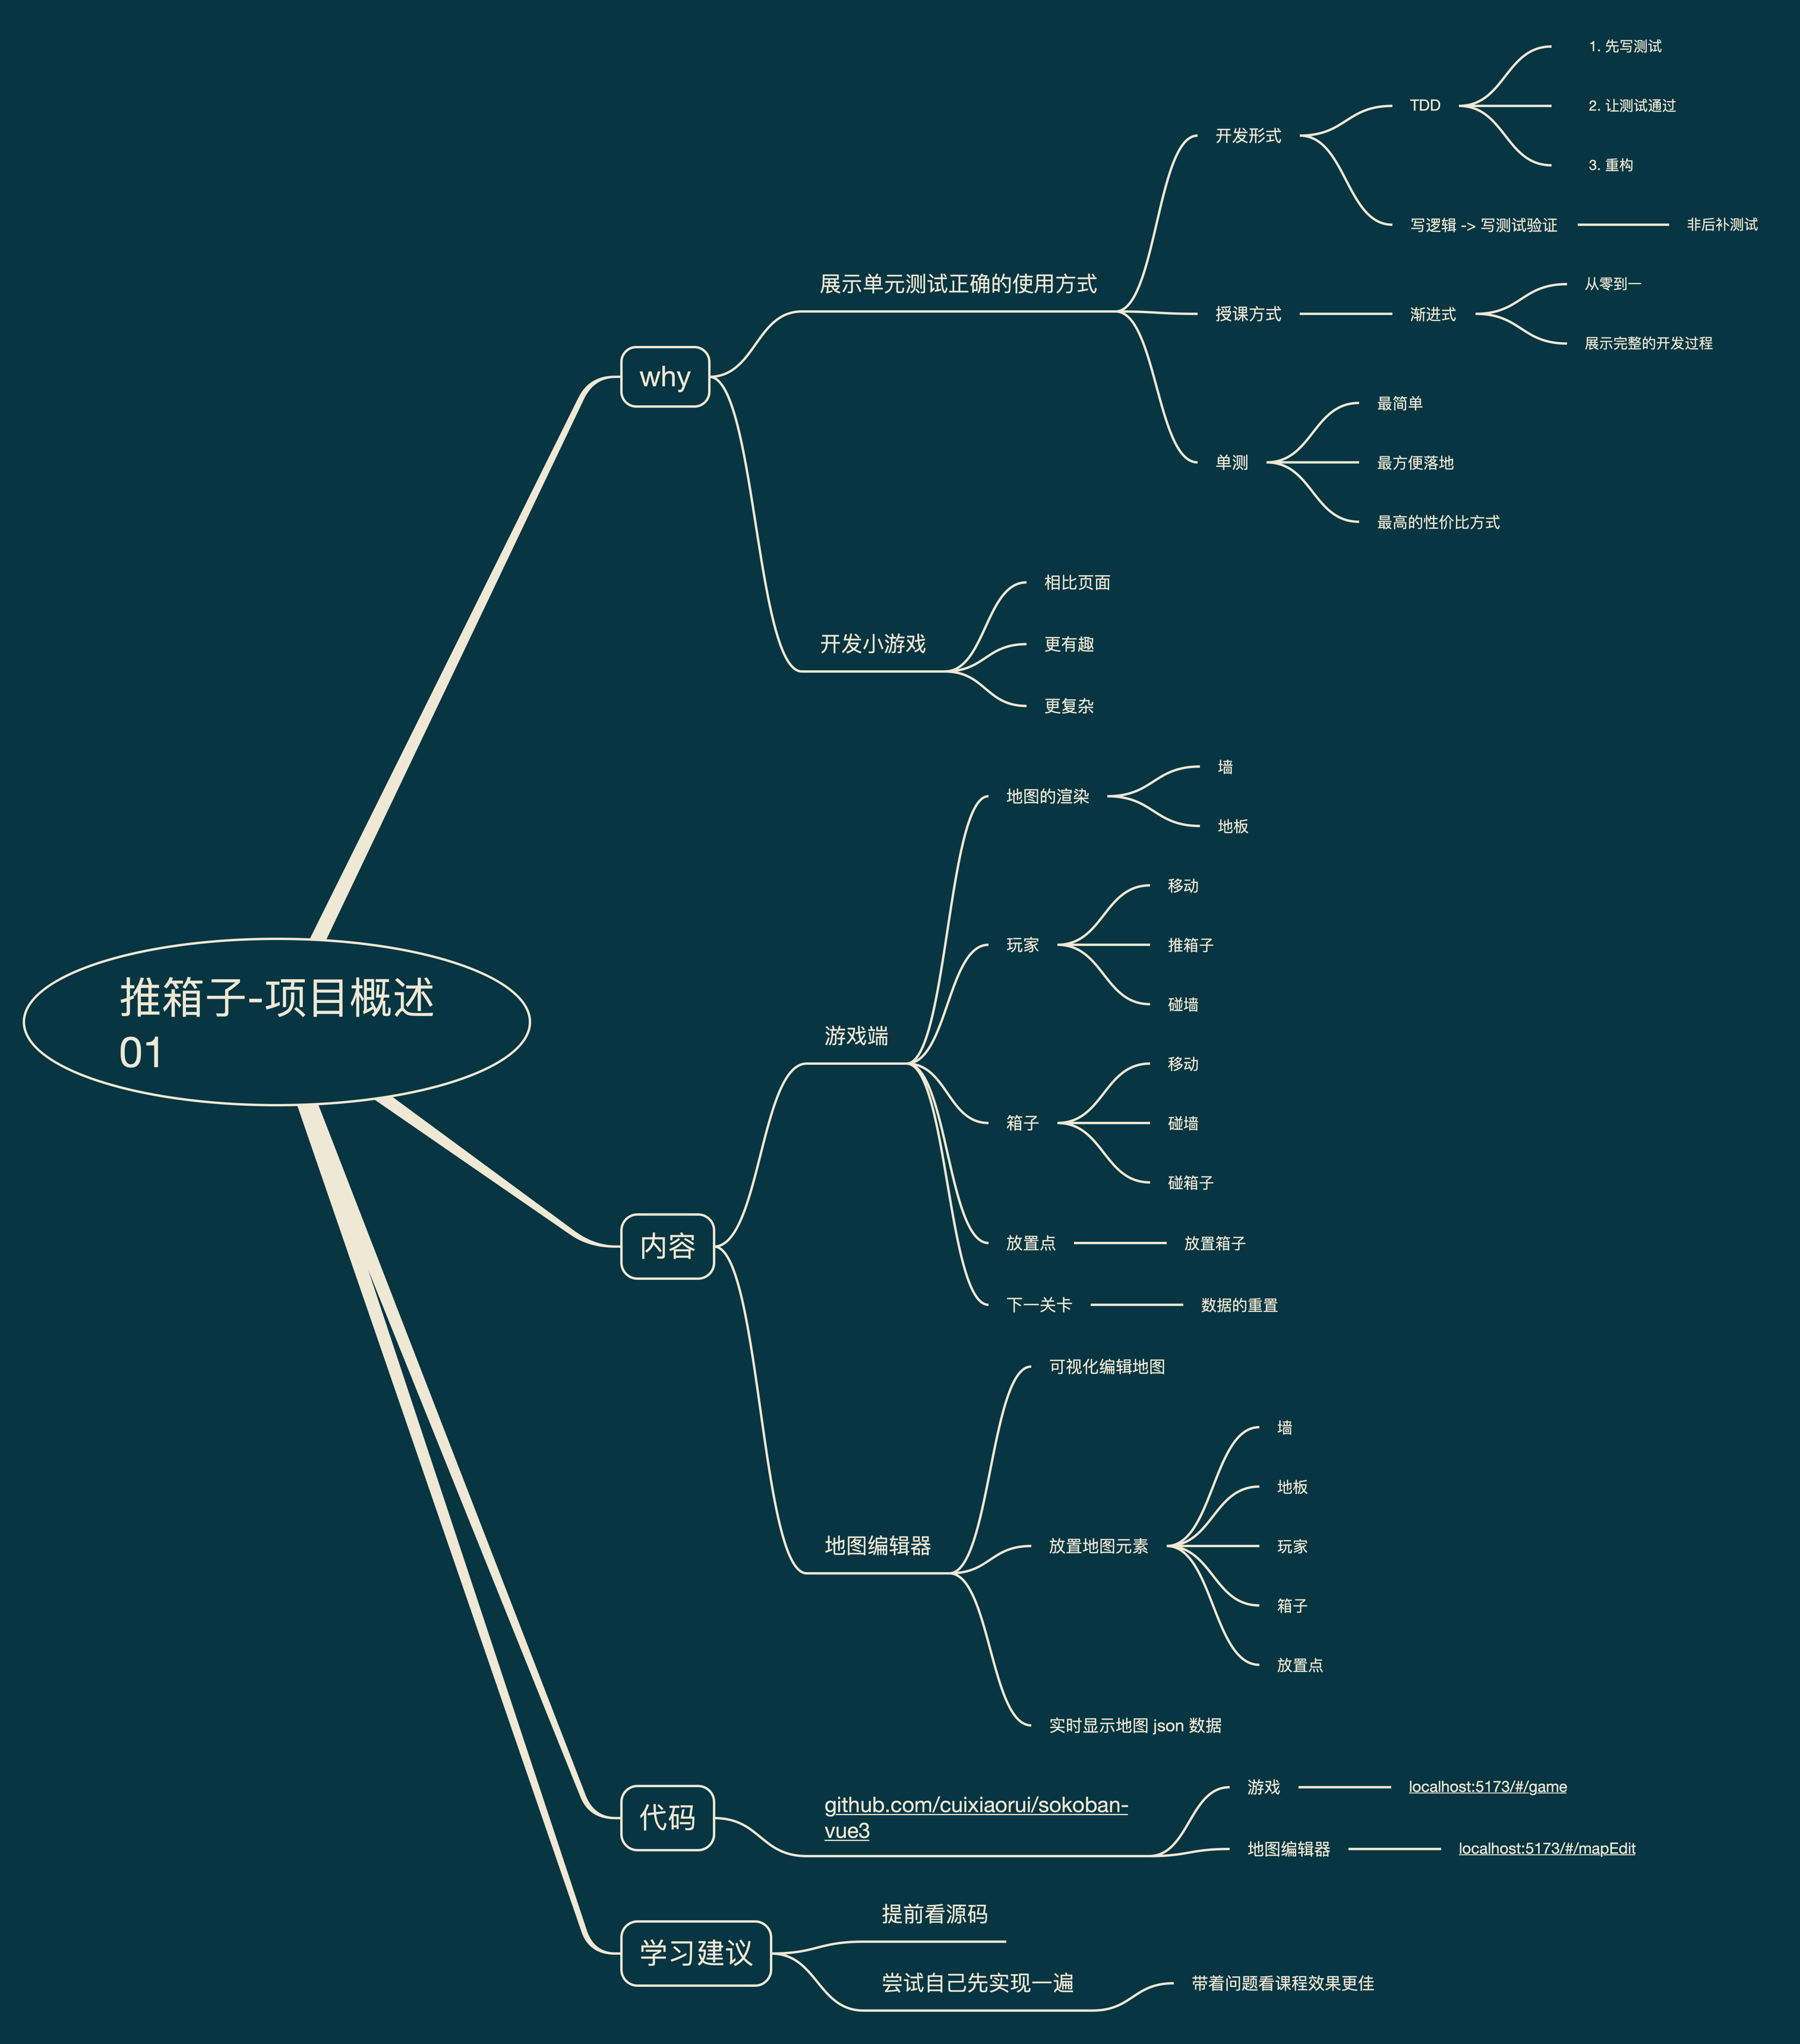 推箱子-项目概述
01
why
展示单元测试正确的使用方式
开发形式
TDD
1. 先写测试
2. 让测试通过
3. 重构
写逻辑 -> 写测试验证
非后补测试
授课方式
渐进式
从零到一
展示完整的开发过程
单测
最简单
最方便落地
最高的性价比方式
开发小游戏
相比页面
更有趣
更复杂
内容
游戏端
地图的渲染
墙
地板
玩家
移动
推箱子
碰墙
箱子
移动
碰墙
碰箱子
放置点
放置箱子
下一关卡
数据的重置
地图编辑器
可视化编辑地图
放置地图元素
墙
地板
玩家
箱子
放置点
实时显示地图 json 数据
代码
github.com/cuixiaorui/sokoban-
vue3
游戏
localhost:5173/#/game
地图编辑器
localhost:5173/#/mapEdit
学习建议
提前看源码
尝试自己先实现一遍
带着问题看课程效果更佳